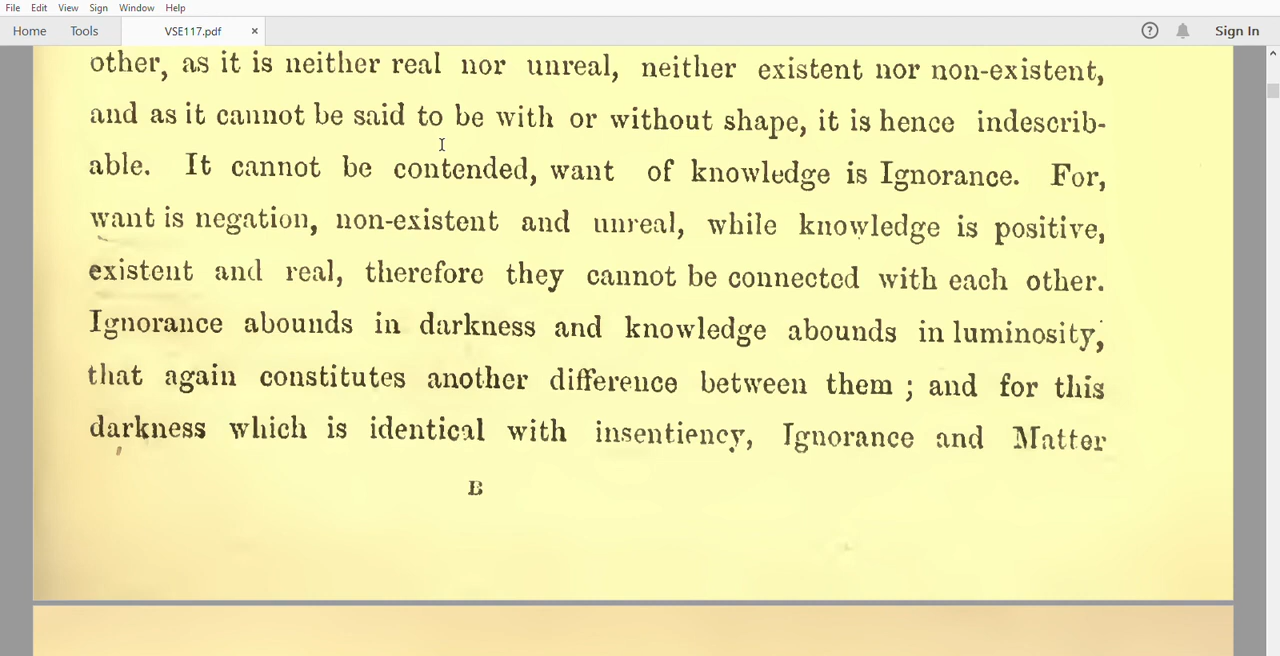 File Edit View Sign Window Help
Home Tools VSE117.pdf × ? Sign In
other, as it is neither real nor unreal, neither existent nor non-existent,
and as it cannot be said to be with or without shape, it is hence indescrib-
able. It cannot be contended, want of knowledge is Ignorance. For,
want is negation, non-existent and unreal, while knowledge is positive,
existent and real, therefore they cannot be connected with each other.
Ignorance abounds in darkness and knowledge abounds in luminosity,
that again constitutes another difference between them ; and for this
darkness which is identical with insentiency, Ignorance and Matter
B